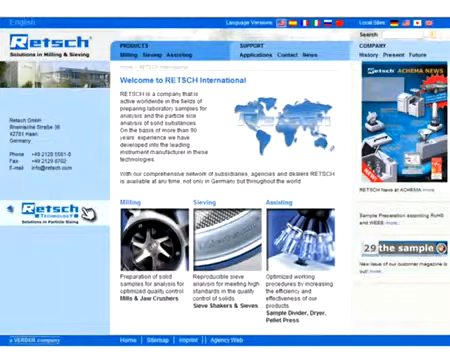 English
Language Versions
Local Sites
Search
Retsch
Solutions in Milling & Sieving
PRODUCTS
Milling Sieving Assisting
SUPPORT
Applications Contact News
COMPANY
History Present Future
Home > RETSCH International
Welcome to RETSCH International
RETSCH is a company that is
active worldwide in the fields of
preparing laboratory samples for
analysis and the particle size
analysis of solid substances.
On the basis of more than 90
years' experience we have
developed into the leading
instrument manufacturer in these
technologies.
With our comprehensive network of subsidiaries, agencies and dealers RETSCH
is available at any time, not only in Germany but throughout the world.
Retsch GmbH
Rheinische Straße 36
42781 Haan
Germany
Phone
Fax
E-mail info@retsch.com
Retsch
TECHNOLOGY
Solutions in Particle Sizing
Milling
Preparation of solid
samples for analysis for
optimized quality control
Mills & Jaw Crushers
Sieving
Reproducible sieve
analysis for meeting high
standards in the quality
control of solids
Sieve Shakers & Sieves
Assisting
Optimized working
procedures by increasing
the efficiency and
effectiveness of our
products
Sample Divider, Dryer,
Pellet Press
Retsch ACHEMA NEWS
NEW!
RETSCH News at ACHEMA more
Sample Preparation according RoHS
and WEEE more
29 the sample
New issue of our customer magazine is
out! more
a VERDER company
Home | Sitemap | Imprint || Agency Web